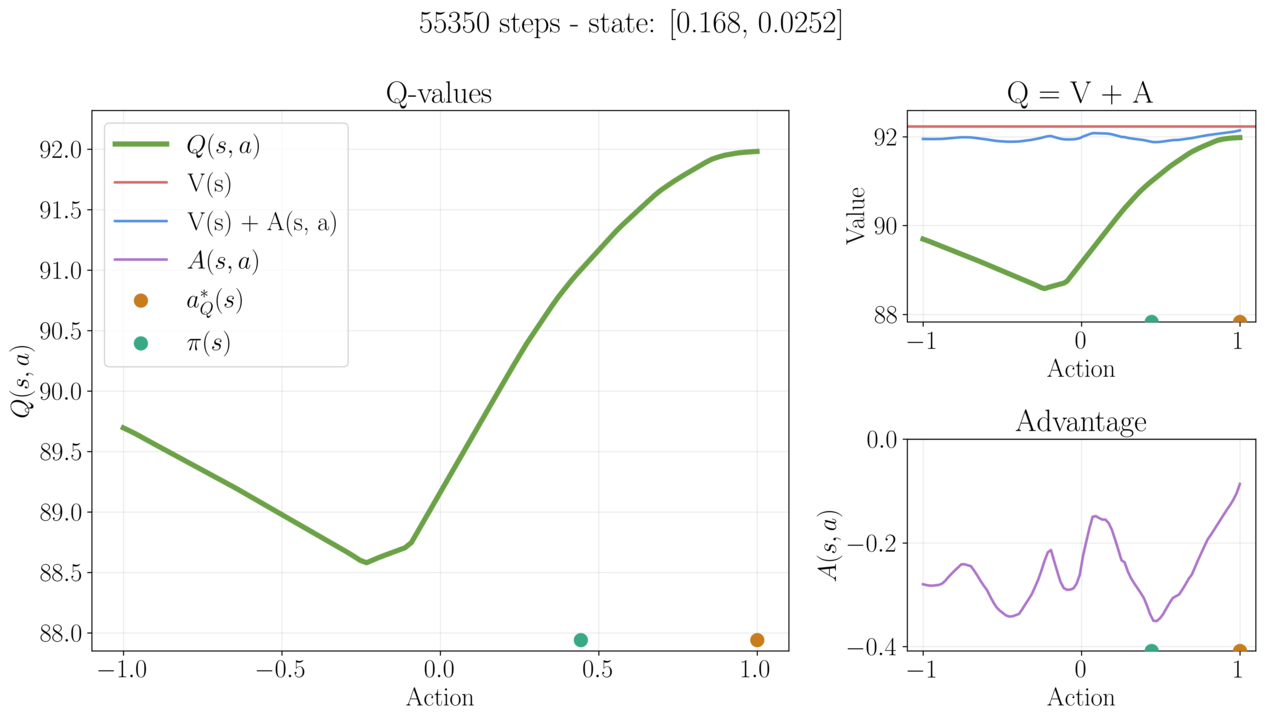 55350 steps - state: [0.168, 0.0252]
Q-values
Q(s, a)
V(s)
V(s) + A(s, a)
A(s, a)
a*Q(s)
π(s)
92.0
91.5
91.0
90.5
90.0
89.5
89.0
88.5
88.0
Q(s, a)
−1.0 −0.5 0.0 0.5 1.0
Action
Q = V + A
92
90
88
Value
−1 0 1
Action
Advantage
0.0
−0.2
−0.4
A(s, a)
−1 0 1
Action